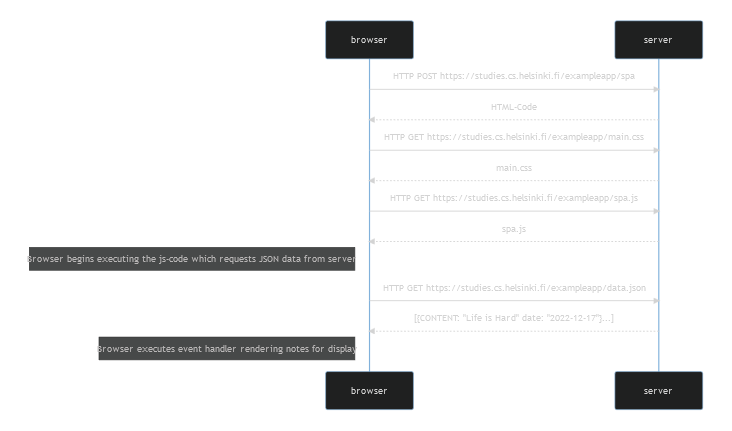 browser server
HTTP POST https://studies.cs.helsinki.fi/exampleapp/spa
HTML-Code
HTTP GET https://studies.cs.helsinki.fi/exampleapp/main.css
main.css
HTTP GET https://studies.cs.helsinki.fi/exampleapp/spa.js
spa.js
Browser begins executing the js-code which requests JSON data from server
HTTP GET https://studies.cs.helsinki.fi/exampleapp/data.json
[{CONTENT: "Life is Hard" date: "2022-12-17"}...]
Browser executes event handler rendering notes for display
browser server